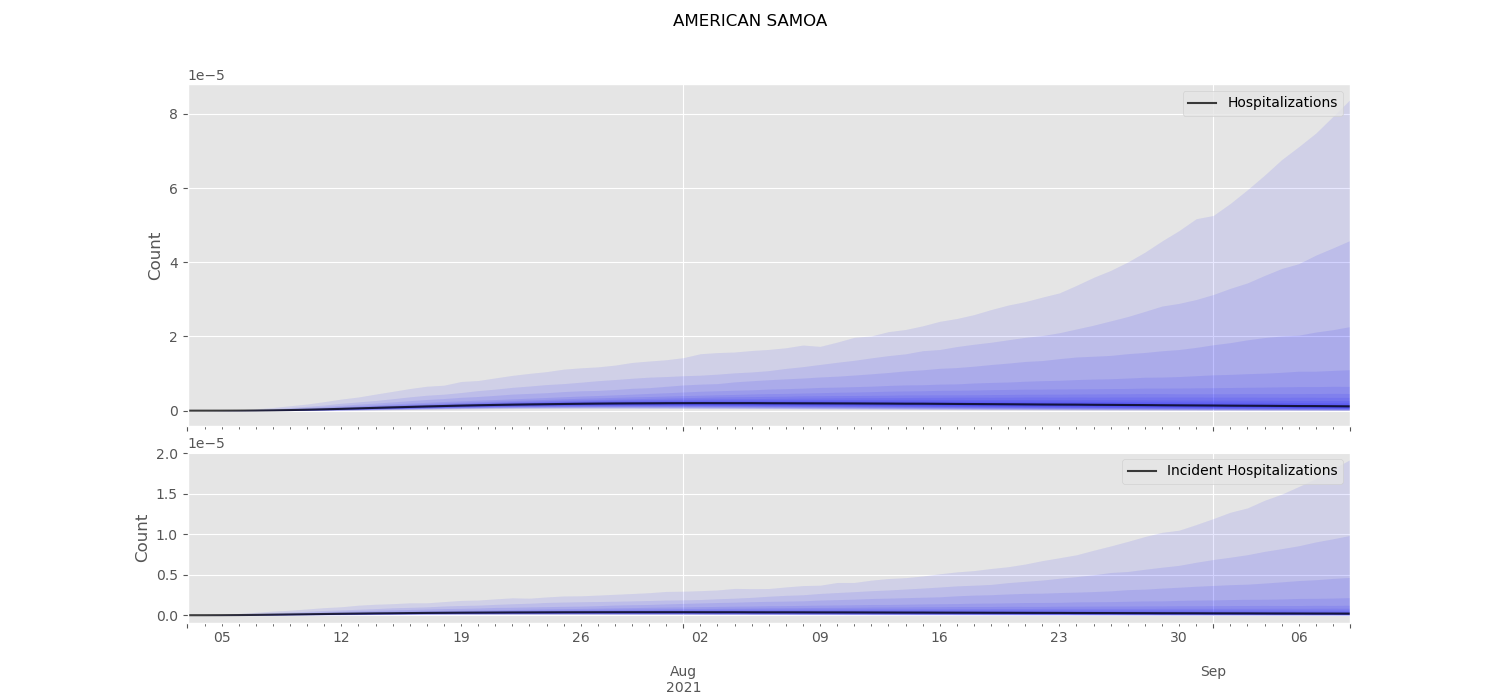 AMERICAN SAMOA
1e−5
Hospitalizations
8
6
4
2
0
Count
1e−5
Incident Hospitalizations
2.0
1.5
1.0
0.5
0.0
Count
05 12 19 26 02 09 16 23 30 06
Aug Sep
2021